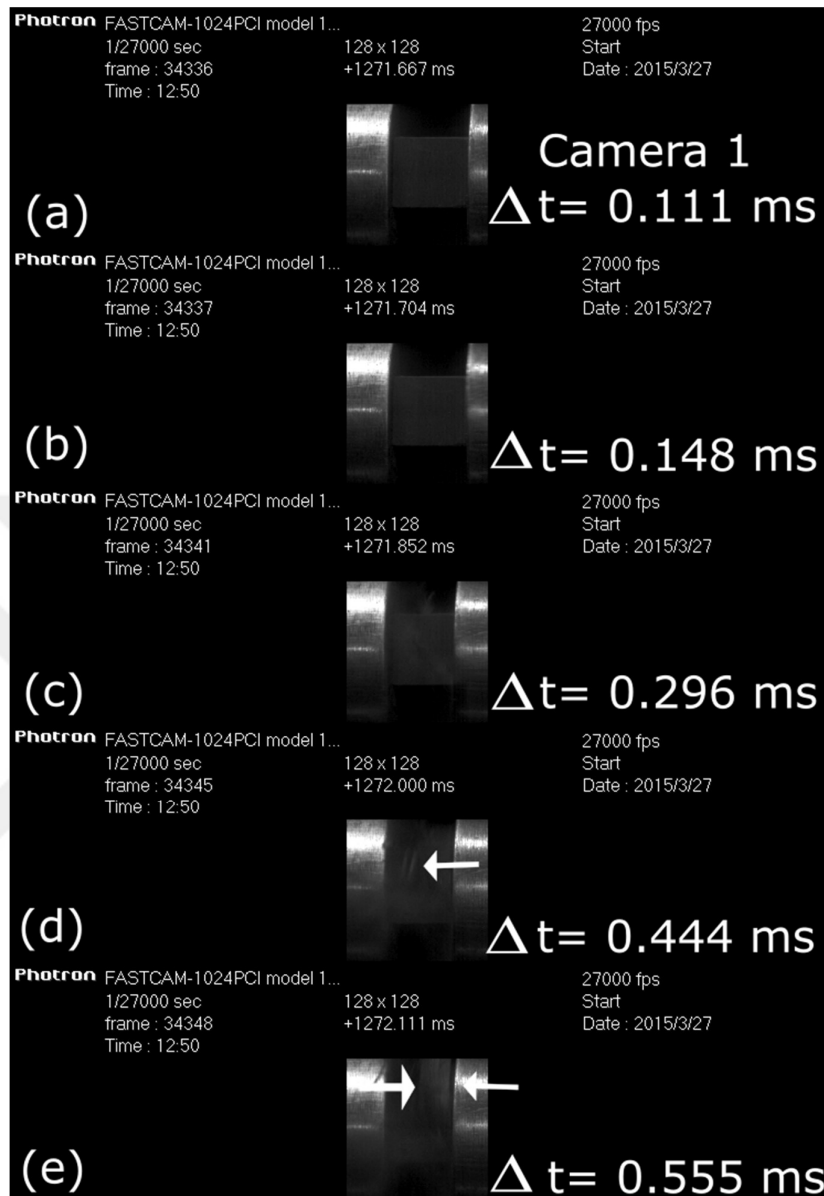 Photron FASTCAM-1024PCI model 1... 27000 fps
1/27000 sec 128 x 128 Start
frame : 34336 +1271.667 ms Date : 2015/3/27
Time : 12:50
Camera 1
(a) Δ t= 0.111 ms
Photron FASTCAM-1024PCI model 1... 27000 fps
1/27000 sec 128 x 128 Start
frame : 34337 +1271.704 ms Date : 2015/3/27
Time : 12:50
(b) Δ t= 0.148 ms
Photron FASTCAM-1024PCI model 1... 27000 fps
1/27000 sec 128 x 128 Start
frame : 34341 +1271.852 ms Date : 2015/3/27
Time : 12:50
(c) Δ t= 0.296 ms
Photron FASTCAM-1024PCI model 1... 27000 fps
1/27000 sec 128 x 128 Start
frame : 34345 +1272.000 ms Date : 2015/3/27
Time : 12:50
(d) Δ t= 0.444 ms
Photron FASTCAM-1024PCI model 1... 27000 fps
1/27000 sec 128 x 128 Start
frame : 34348 +1272.111 ms Date : 2015/3/27
Time : 12:50
(e) Δ t= 0.555 ms